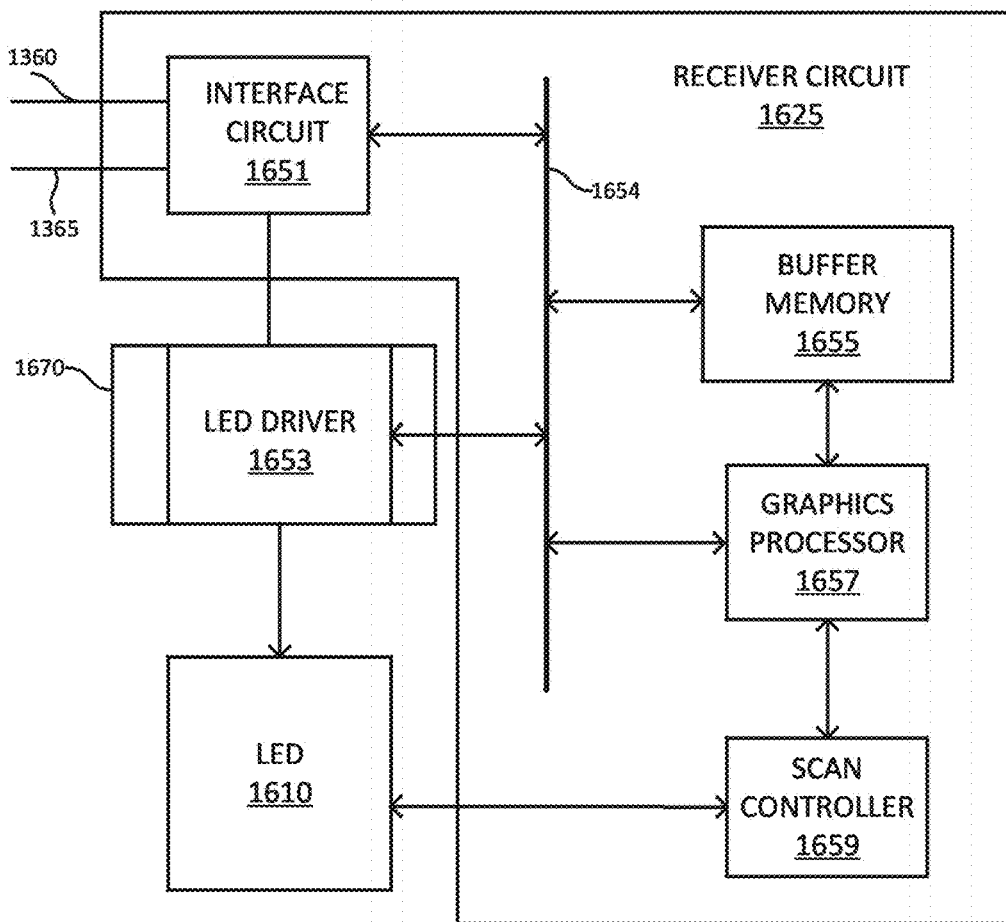 1360
INTERFACE
CIRCUIT
1651
1365
RECEIVER CIRCUIT
1625
1654
BUFFER
MEMORY
1655
1670
LED DRIVER
1653
GRAPHICS
PROCESSOR
1657
LED
1610
SCAN
CONTROLLER
1659